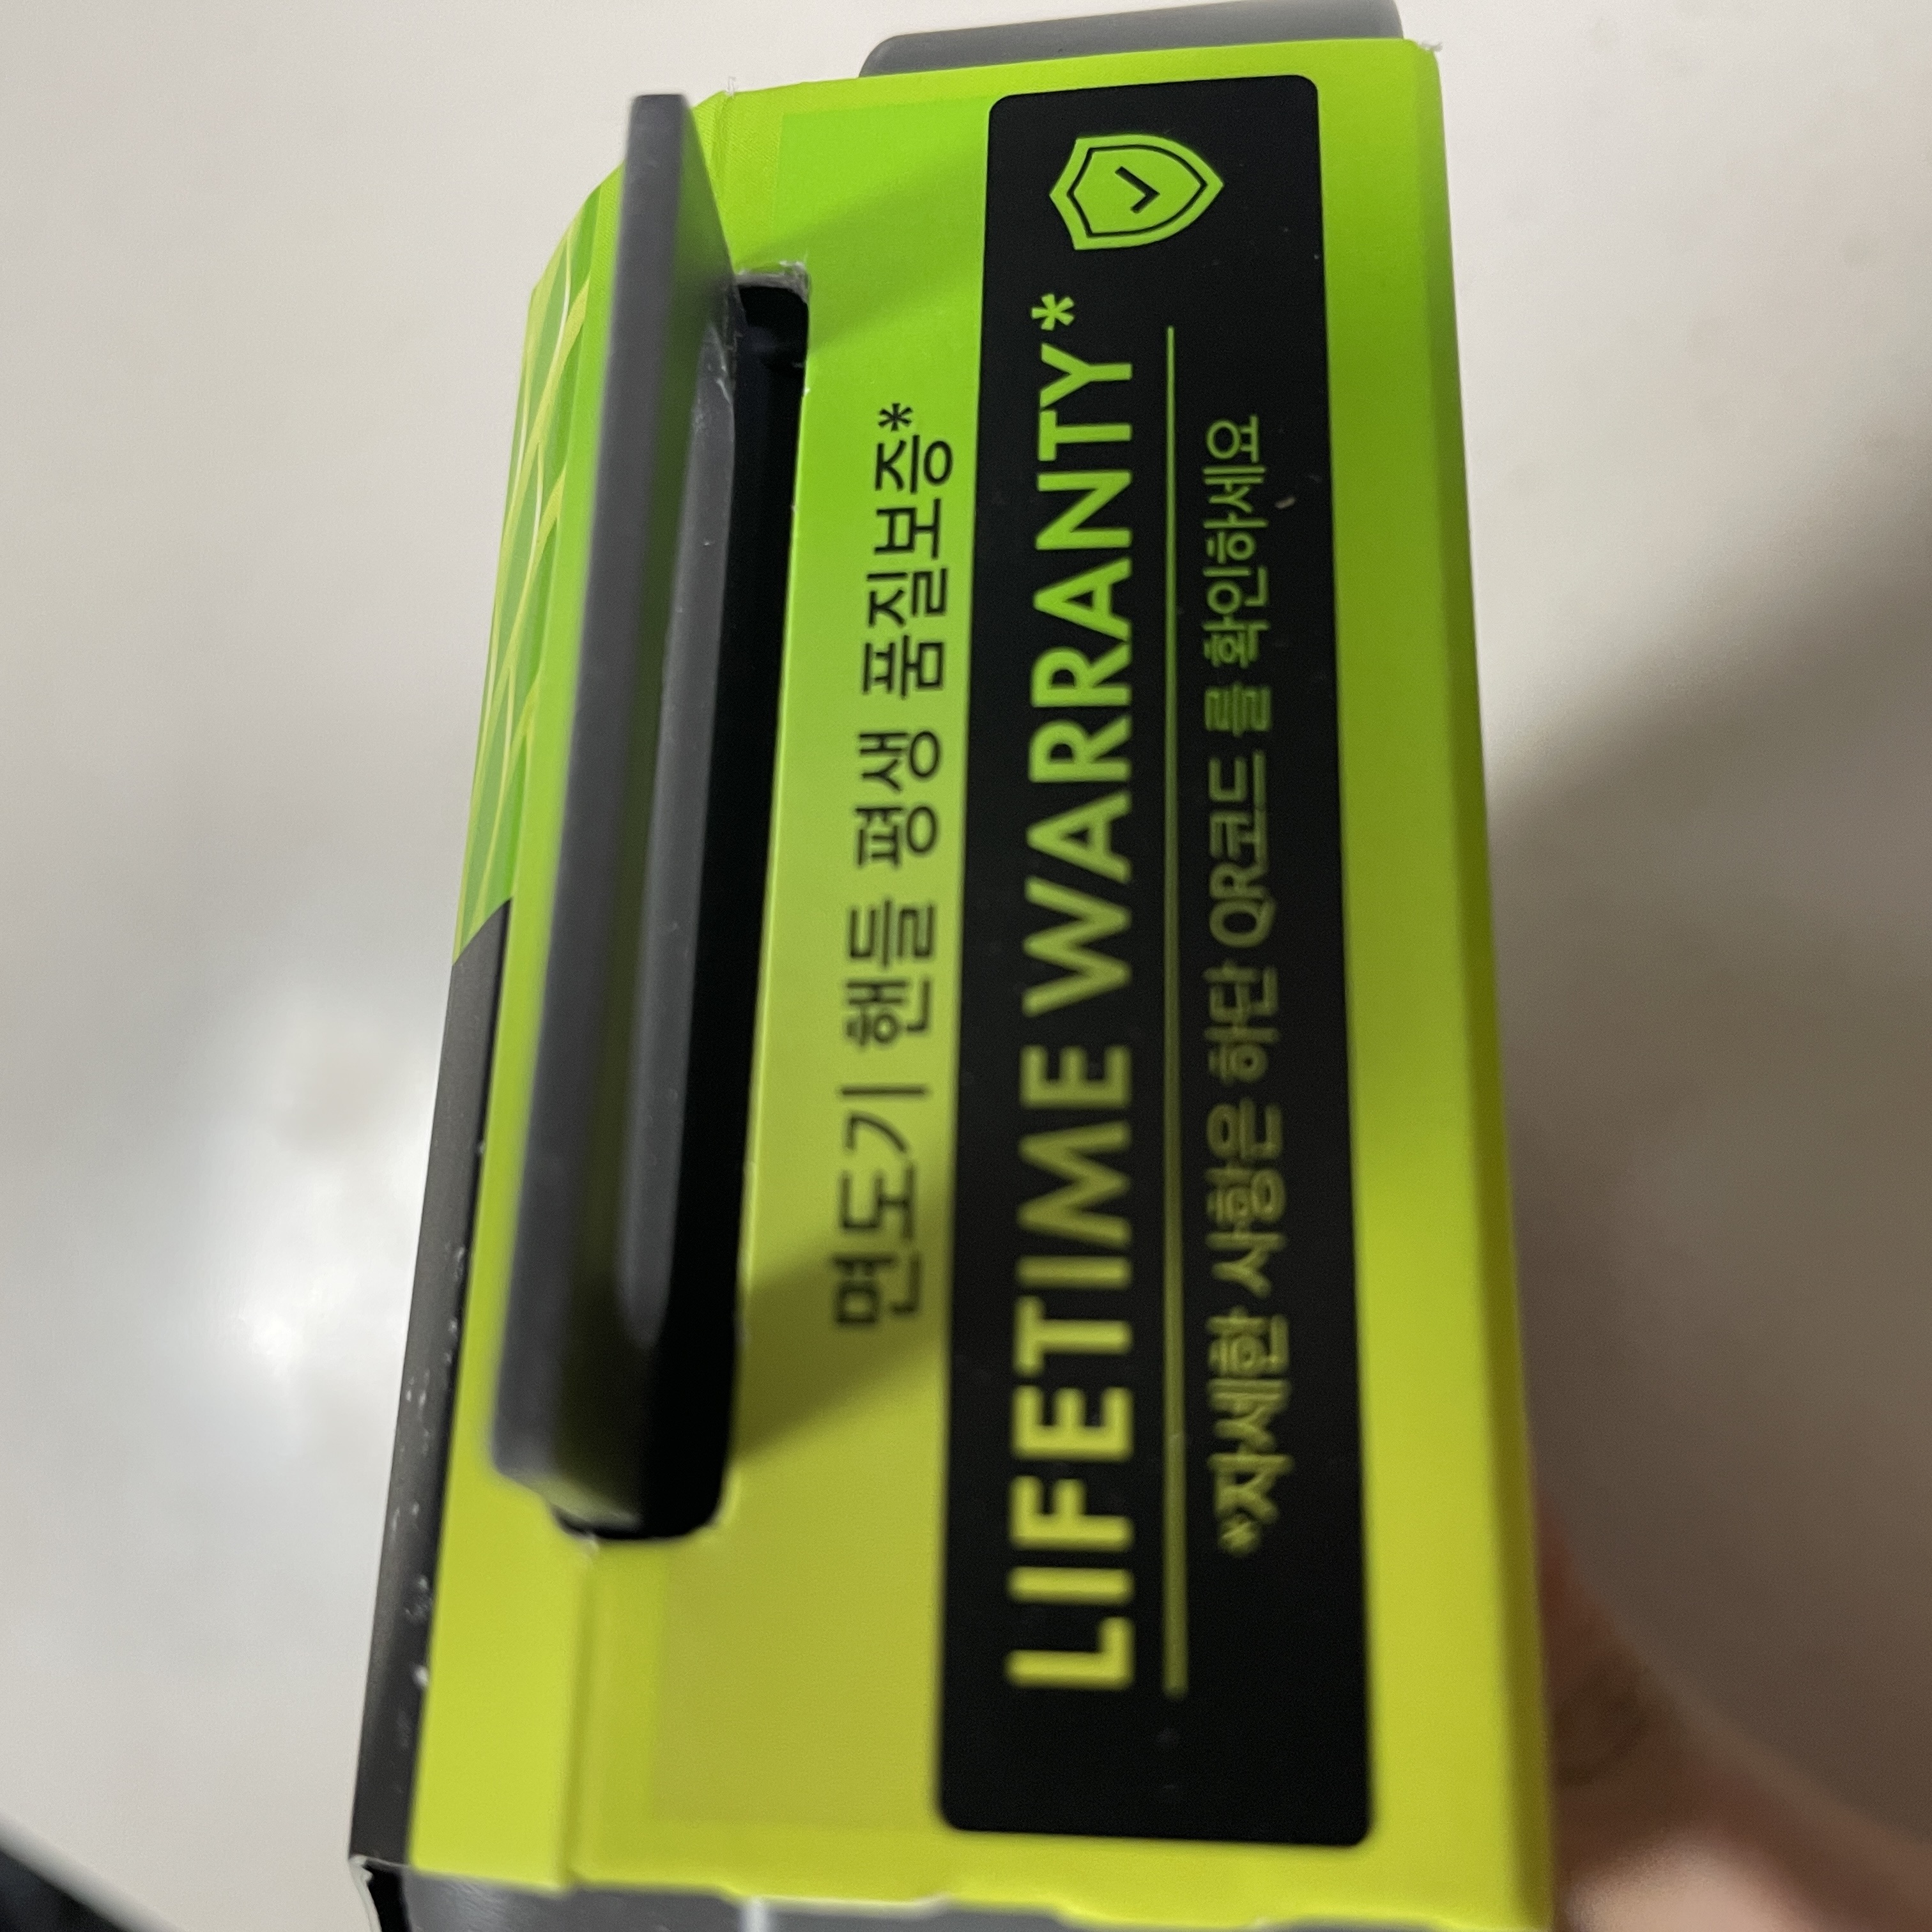 면도기 핸들 평생 품질보증*
LIFETIME WARRANTY*
*자세한 사항은 하단 QR코드를 확인하세요